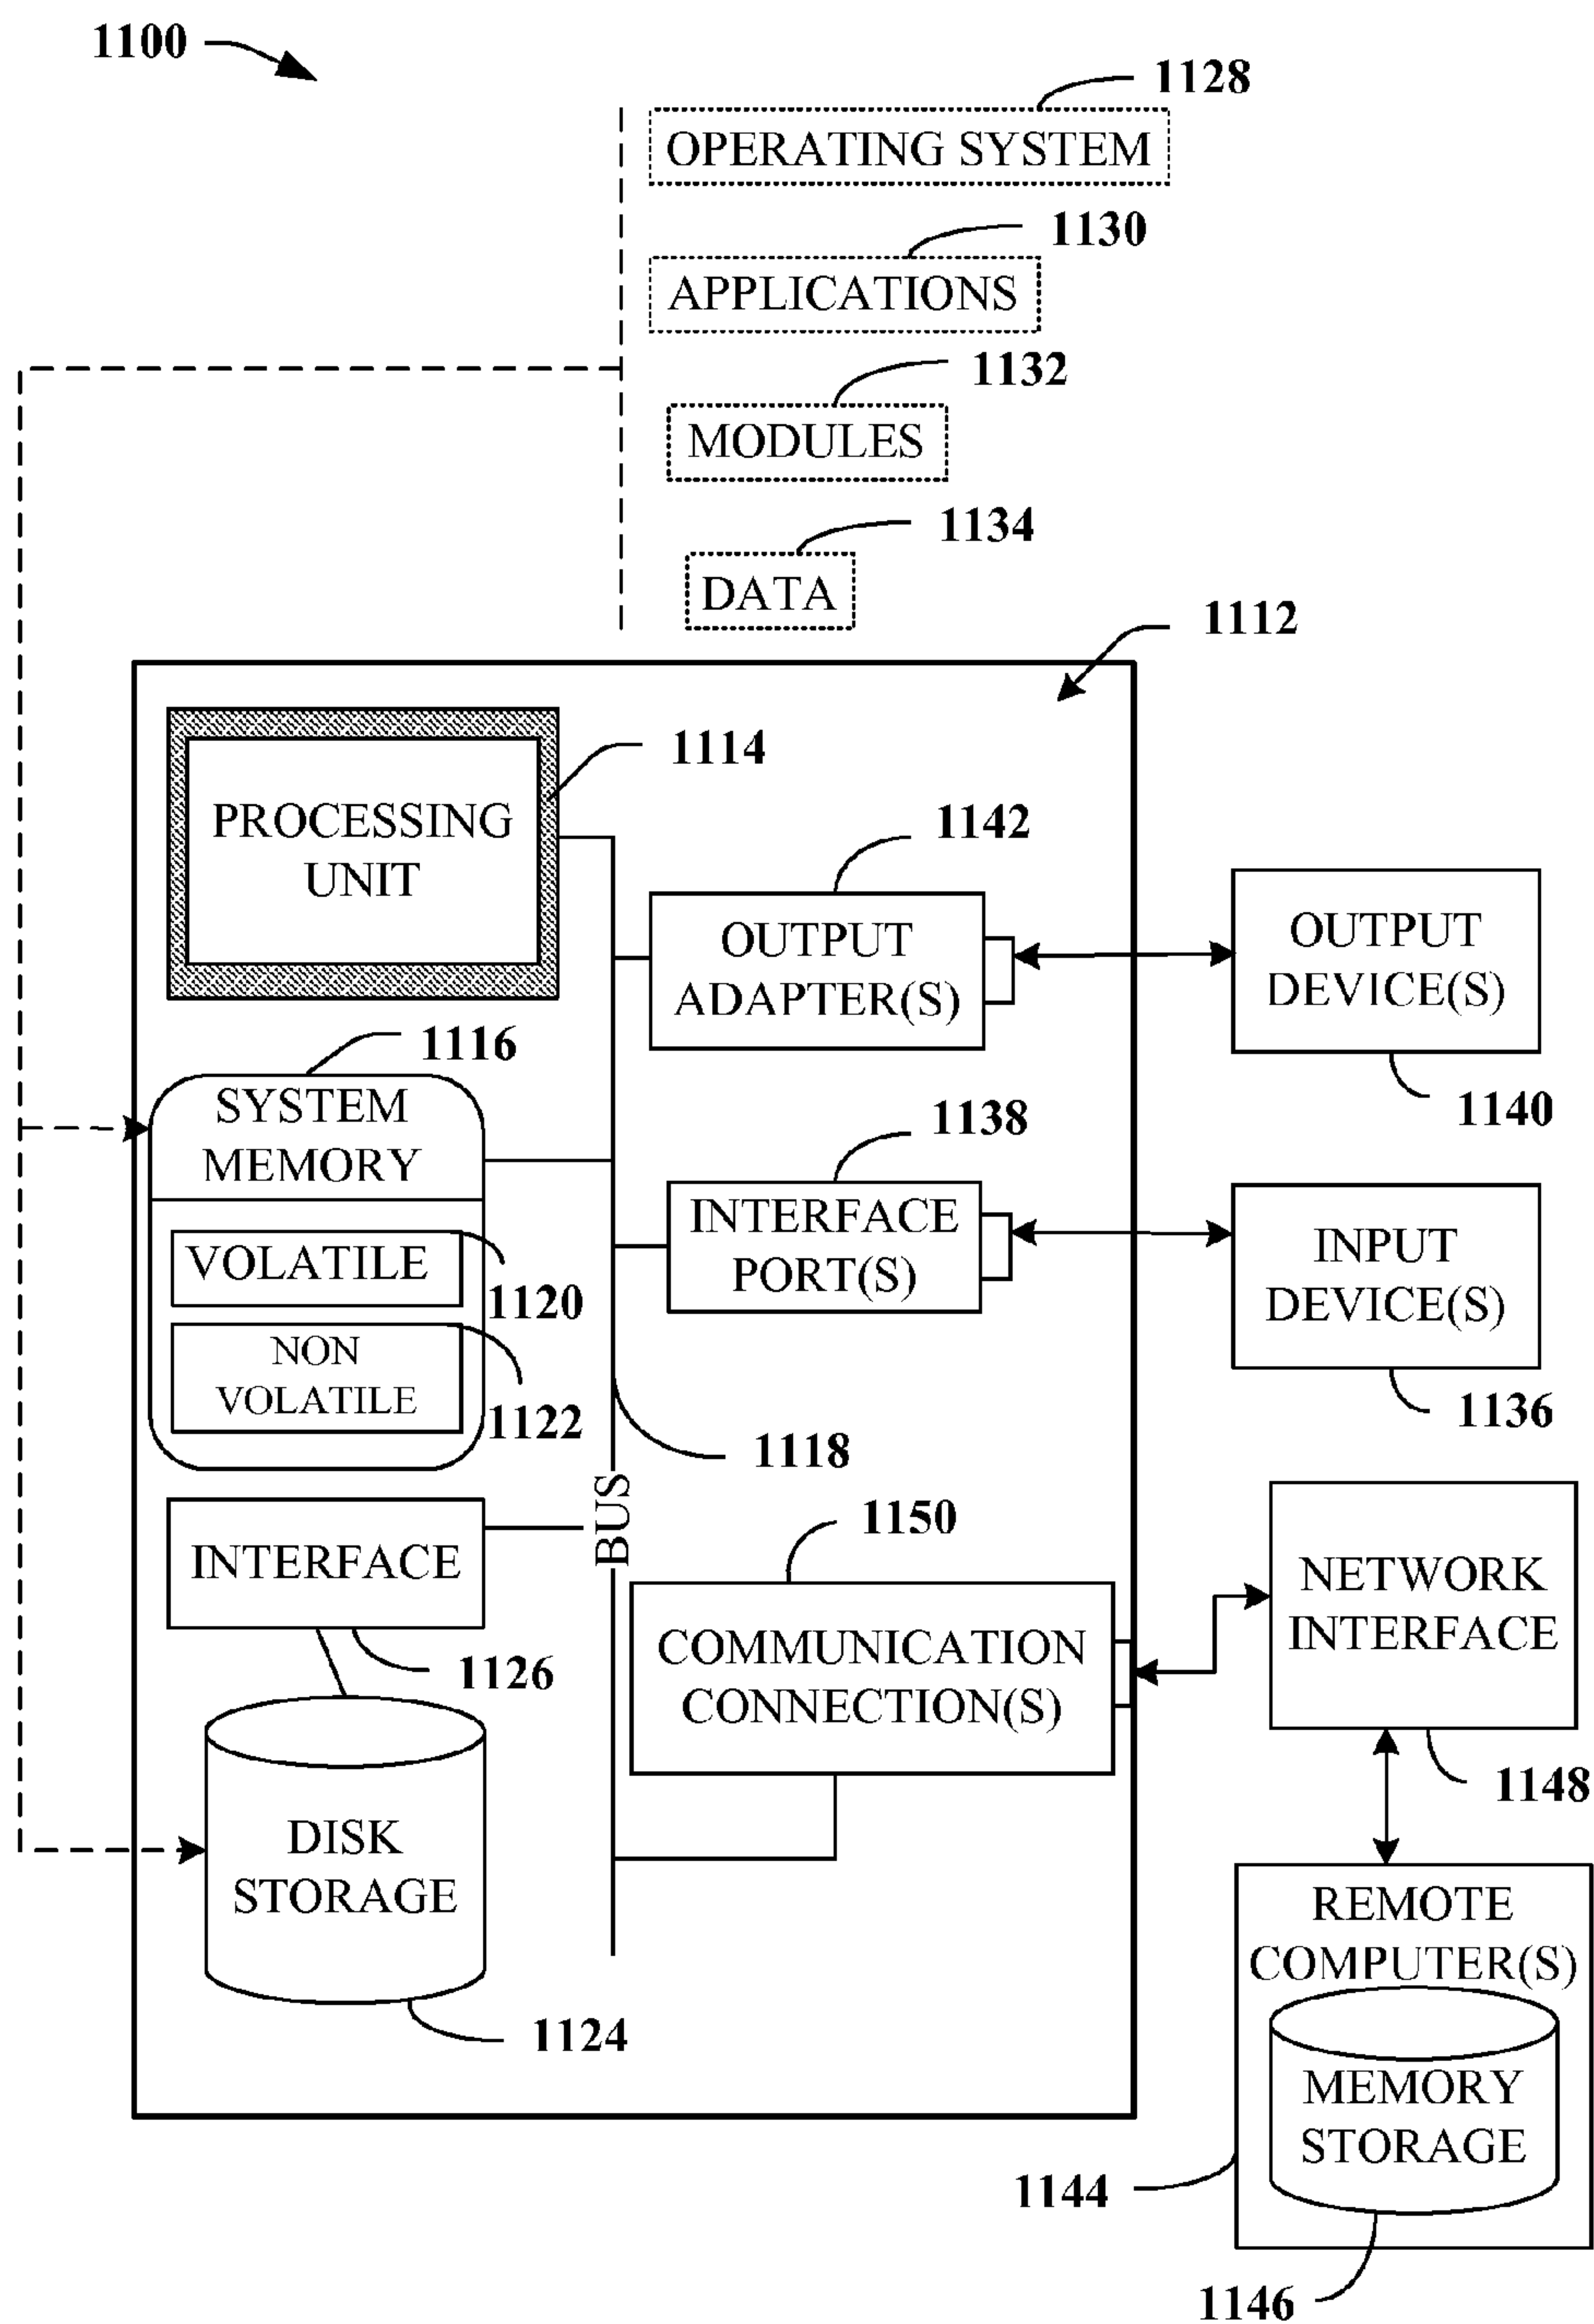 1100
1128
OPERATING SYSTEM
1130
APPLICATIONS
1132
MODULES
1134
DATA
1112
PROCESSING
UNIT
1114
1142
OUTPUT
ADAPTER(S)
OUTPUT
DEVICE(S)
1140
1116
SYSTEM
MEMORY
VOLATILE
1120
NON
VOLATILE
1122
1138
INTERFACE
PORT(S)
INPUT
DEVICE(S)
1136
1118
BUS
INTERFACE
1126
1150
COMMUNICATION
CONNECTION(S)
NETWORK
INTERFACE
1148
DISK
STORAGE
1124
REMOTE
COMPUTER(S)
MEMORY
STORAGE
1144
1146